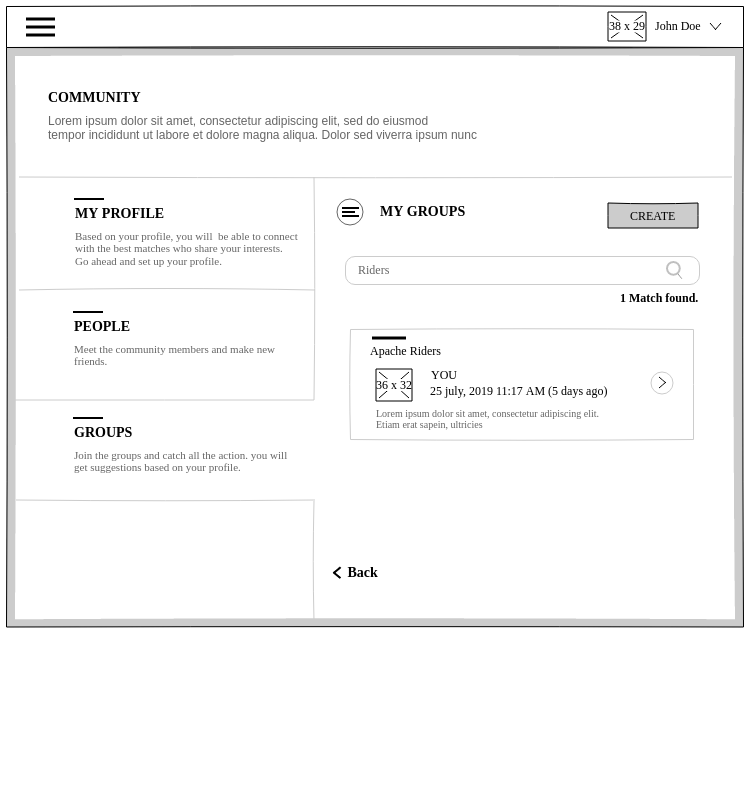 38 x 29 John Doe
COMMUNITY
Lorem ipsum dolor sit amet, consectetur adipiscing elit, sed do eiusmod
tempor incididunt ut labore et dolore magna aliqua. Dolor sed viverra ipsum nunc
MY PROFILE
Based on your profile, you will  be able to connect
with the best matches who share your interests.
Go ahead and set up your profile.
PEOPLE
Meet the community members and make new
friends.
GROUPS
Join the groups and catch all the action. you will
get suggestions based on your profile.
MY GROUPS
CREATE
Riders
1 Match found.
Apache Riders
36 x 32
YOU
25 july, 2019 11:17 AM (5 days ago)
Lorem ipsum dolor sit amet, consectetur adipiscing elit.
Etiam erat sapein, ultricies
Back